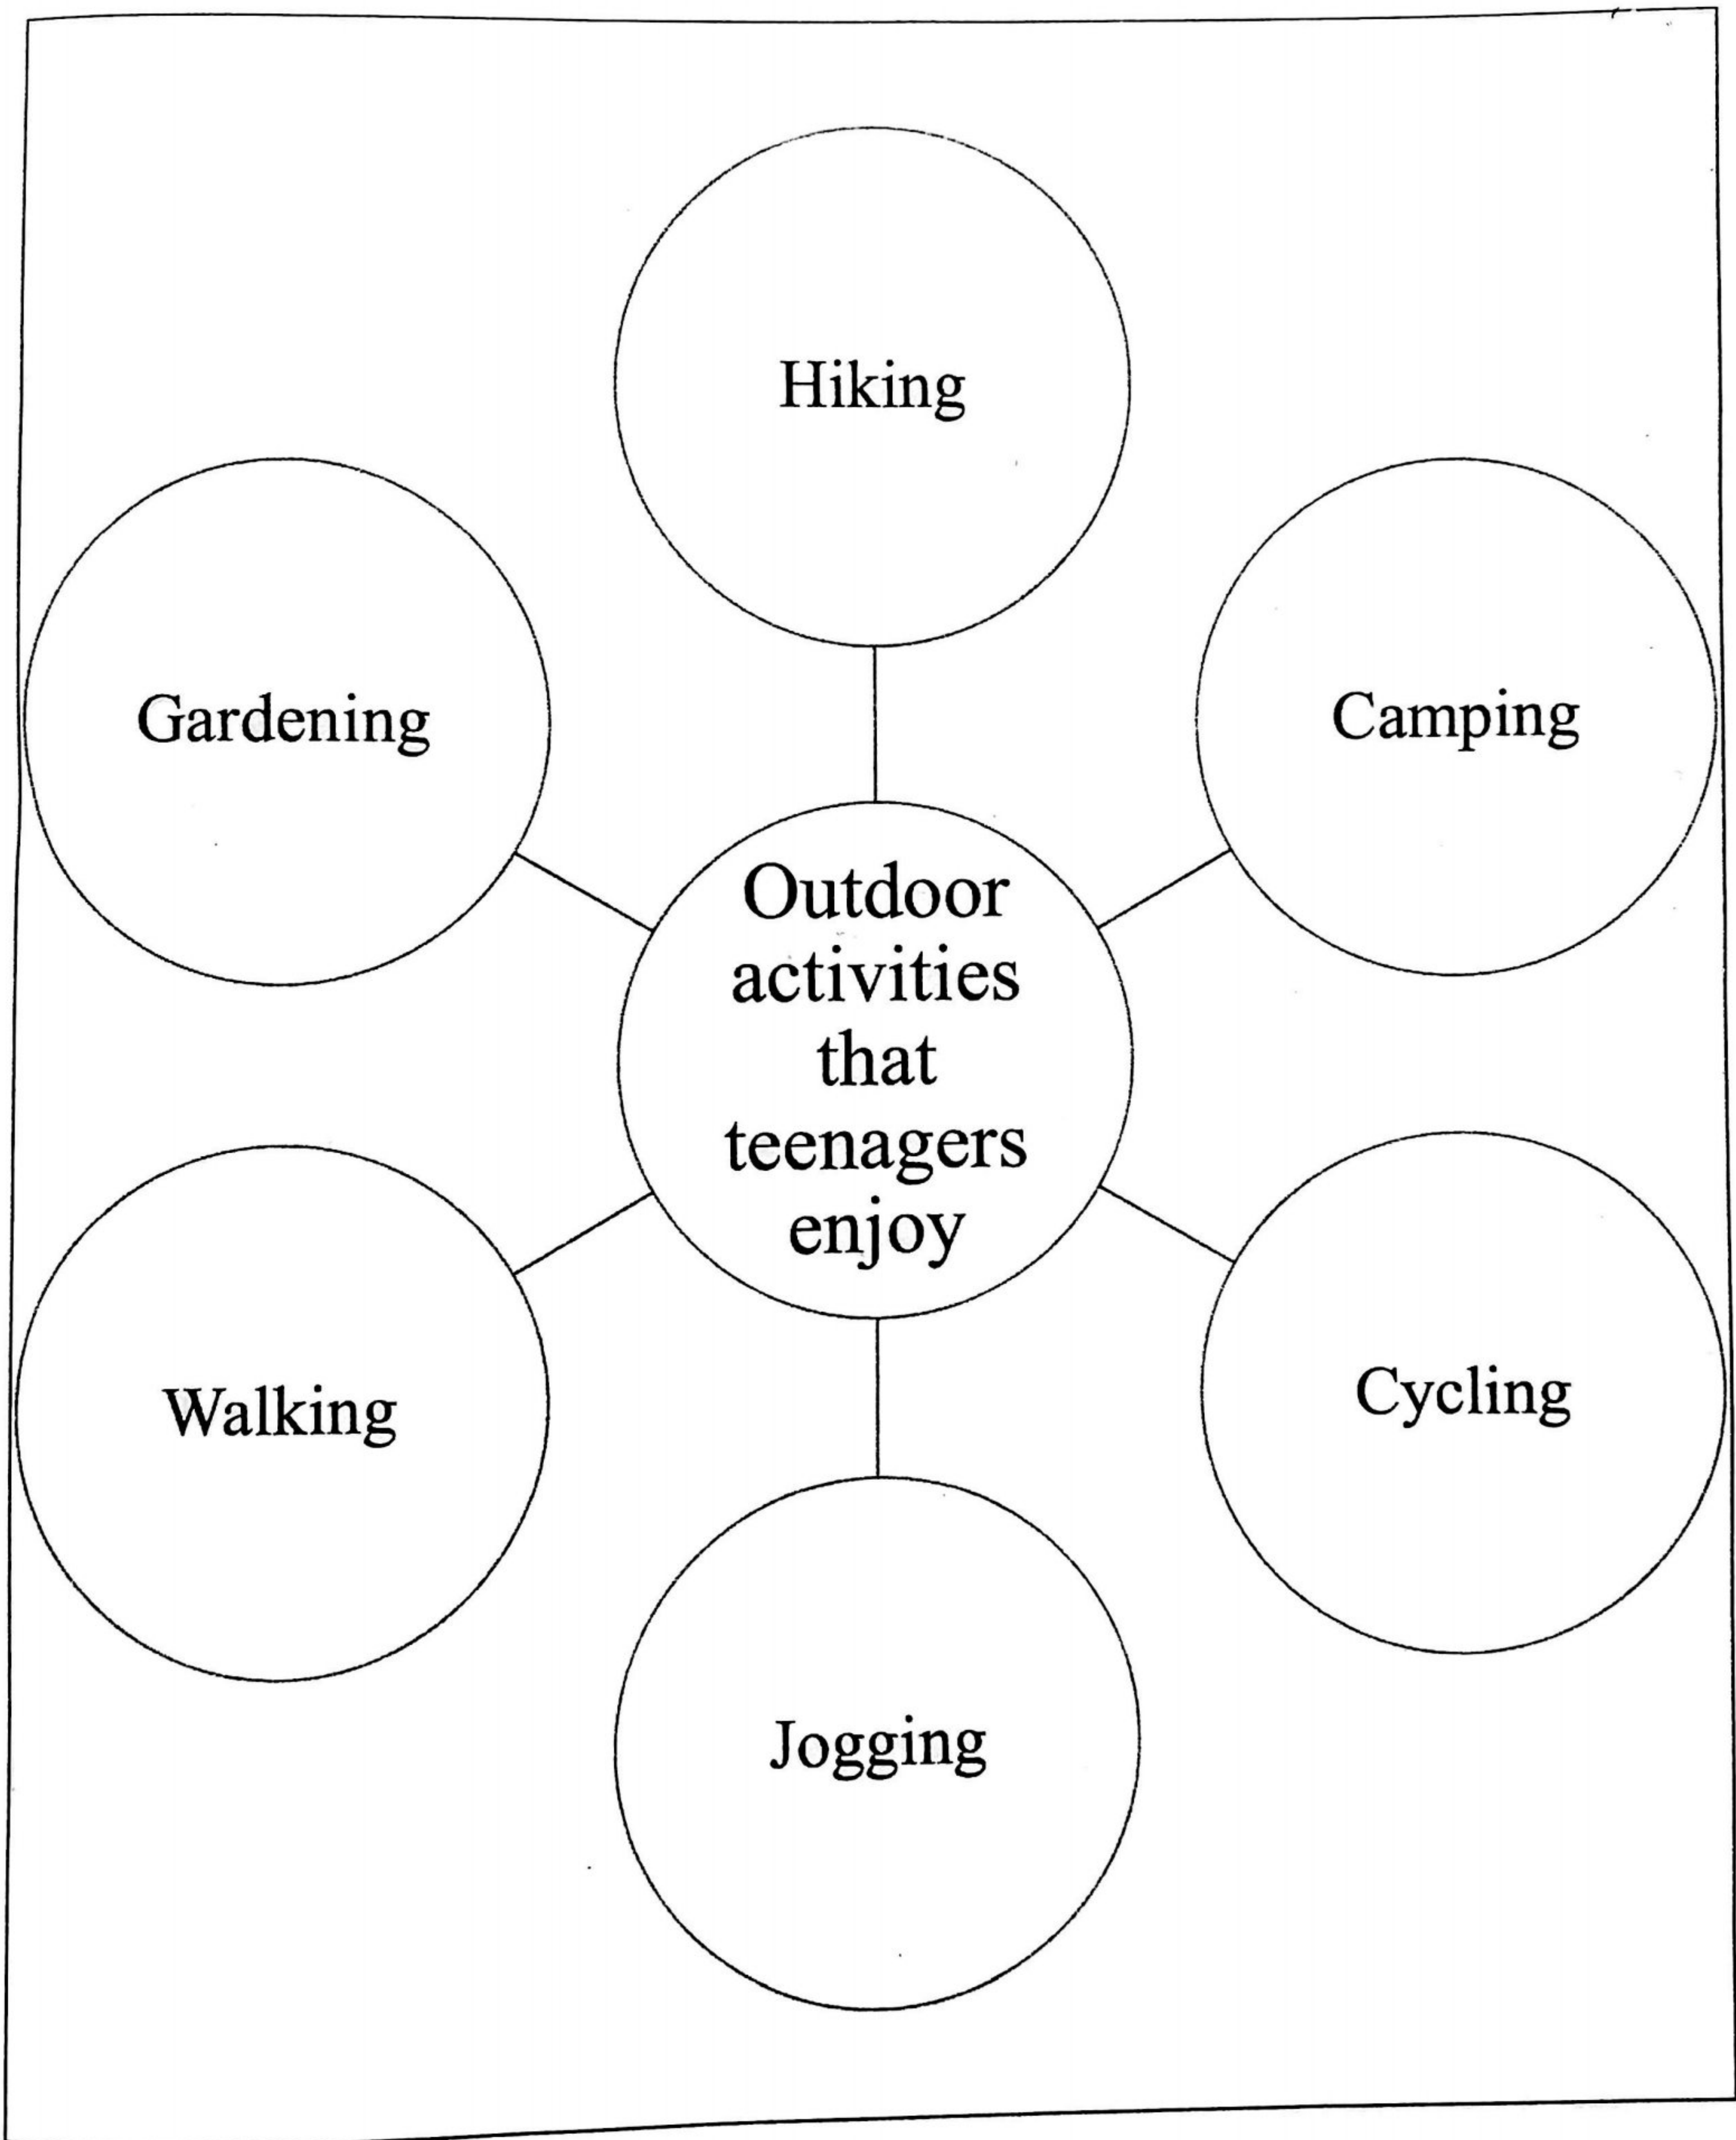 Hiking
Gardening
Camping
Outdoor
activities
that
teenagers
enjoy
Walking
Cycling
Jogging